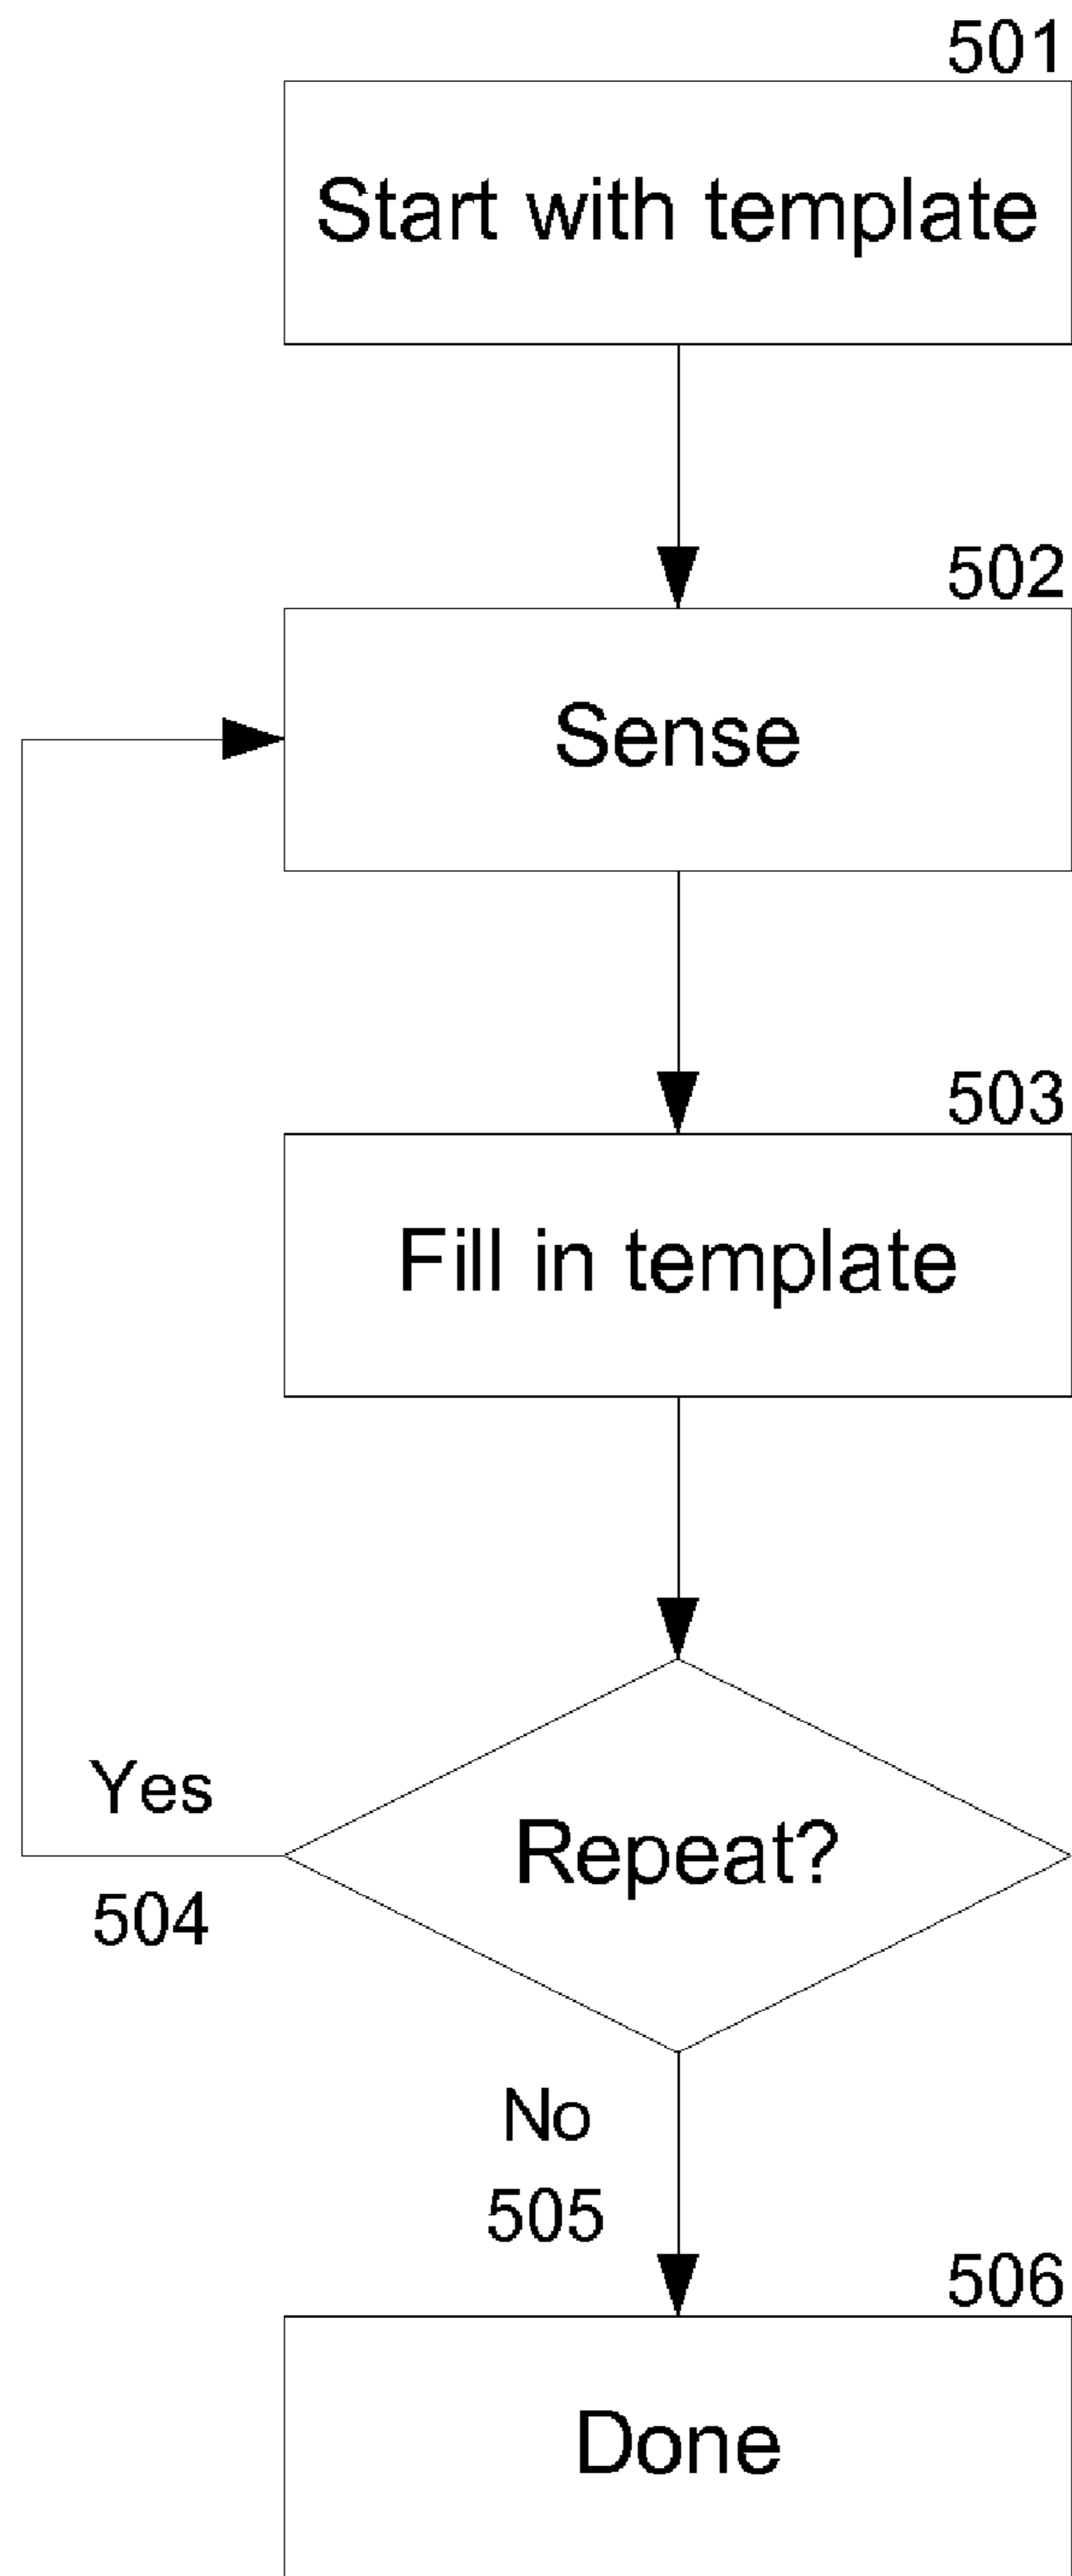 501
Start with template
502
Sense
503
Fill in template
Yes
Repeat?
504
No
505
506
Done